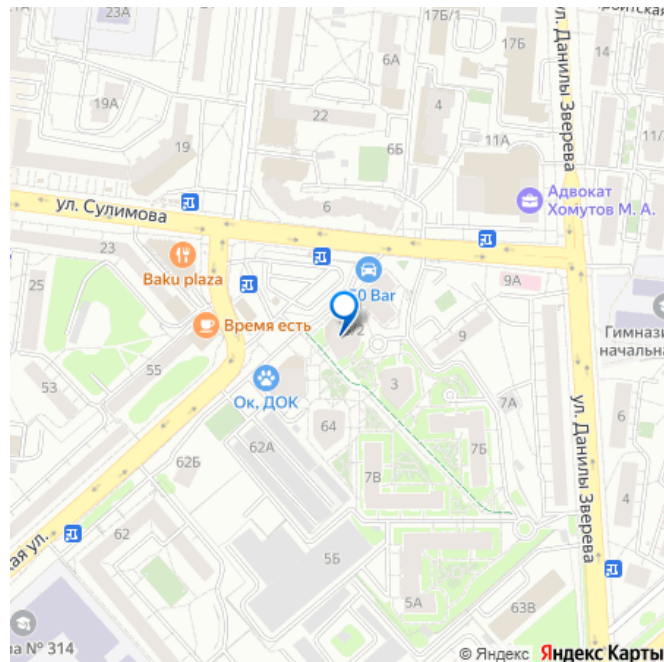 23А
17Б/1
ул. Данилы Зверева
6А
17Б
14
19А
4
22
11А
19
6Б
Адвокат
Хомутов М. А.
6
ул. Сулимова
23
Baku plaza
9А
25
50 Bar
Время есть
9
Гимнази
начальна
3
53
55
Ок, ДОК
7А
6
64
ул. Данилы Зверева
62А
7Б
62Б
7В
4
62
5Б
5А
63В
ла № 314
© Яндекс Яндекс Карты